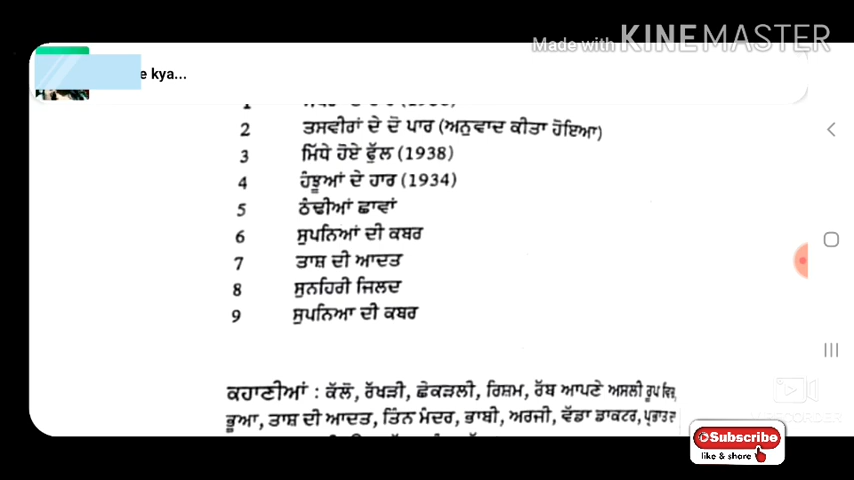 Made with KINEMASTER
e kya...
2 ਤਸਵੀਰਾਂ ਦੇ ਦੋ ਪਾਰ (ਅਨੁਵਾਦ ਕੀਤਾ ਹੋਇਆ)
3 ਮਿੱਧੇ ਹੋਏ ਫੁੱਲ (1938)
4 ਹੰਝੂਆਂ ਦੇ ਹਾਰ (1934)
5 ਠੰਢੀਆਂ ਛਾਵਾਂ
6 ਸੁਪਨਿਆਂ ਦੀ ਕਬਰ
7 ਤਾਸ਼ ਦੀ ਆਦਤ
8 ਸੁਨਹਿਰੀ ਜਿਲਦ
9 ਸੁਪਨਿਆ ਦੀ ਕਬਰ
ਕਹਾਣੀਆਂ : ਕੱਲੋ, ਰੱਖੜੀ, ਛੇਕੜਲੀ, ਰਿਸ਼ਮ, ਰੱਬ ਆਪਣੇ ਅਸਲੀ ਰੂਪ ਵਿਚ,
ਭੂਆ, ਤਾਸ਼ ਦੀ ਆਦਤ, ਤਿੰਨ ਮੰਦਰ, ਭਾਬੀ, ਅਰਜੀ, ਵੱਡਾ ਡਾਕਟਰ, ਪ੍ਰਭਾਤ ਦਾ
Subscribe
like & share